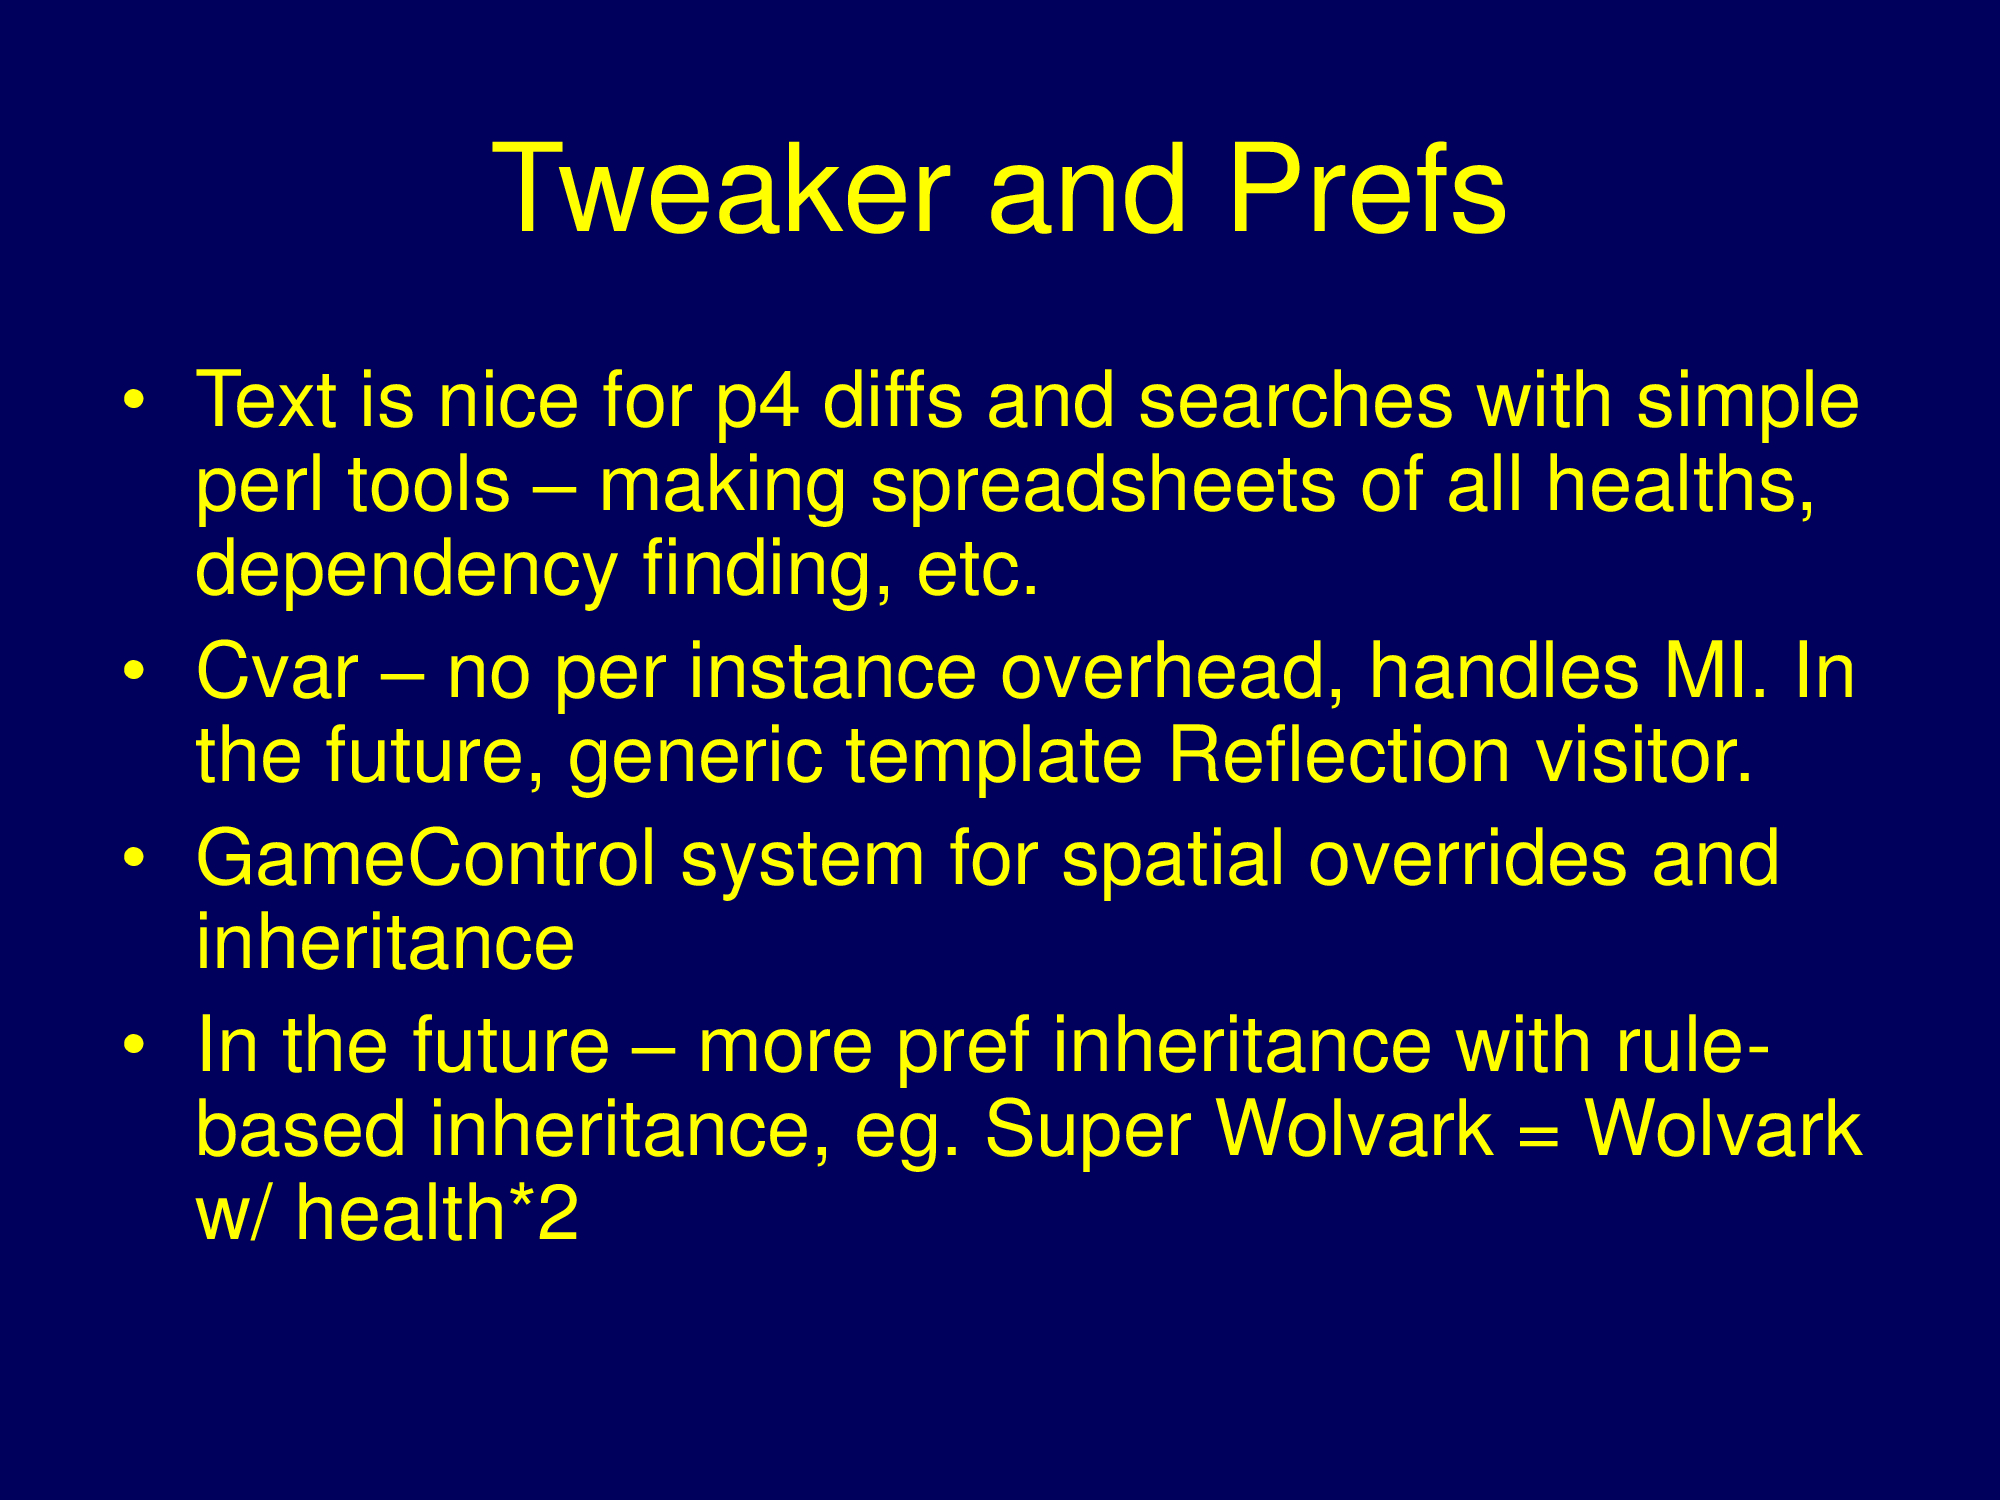 Tweaker and Prefs
• Text is nice for p4 diffs and searches with simple
perl tools – making spreadsheets of all healths,
dependency finding, etc.
• Cvar – no per instance overhead, handles MI. In
the future, generic template Reflection visitor.
• GameControl system for spatial overrides and
inheritance
• In the future – more pref inheritance with rule-
based inheritance, eg. Super Wolvark = Wolvark
w/ health*2